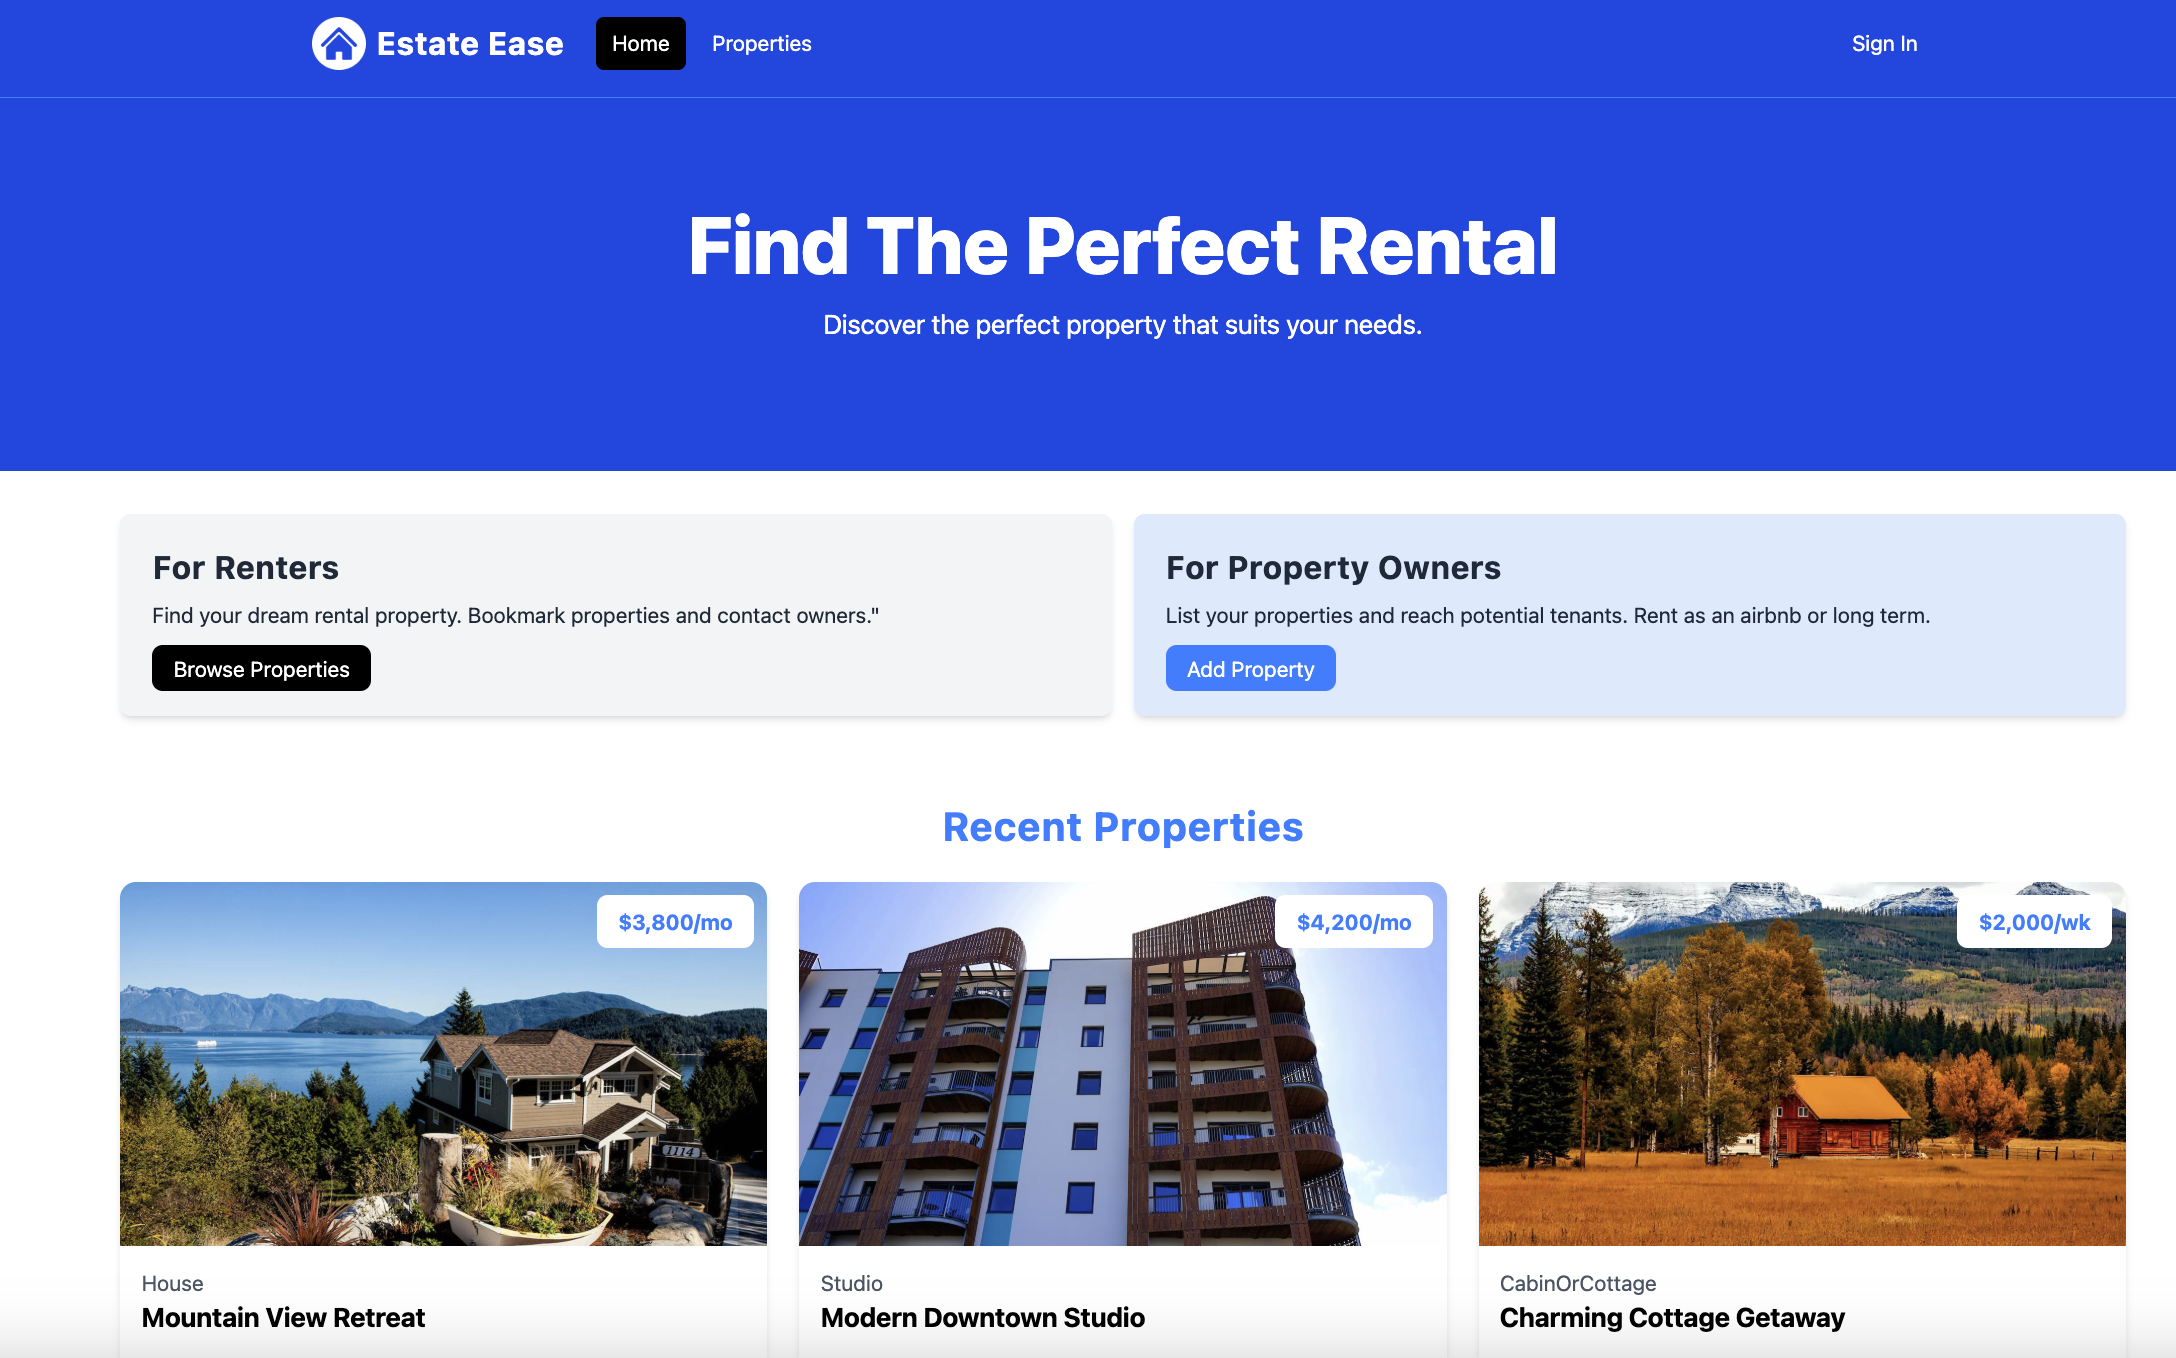 Estate Ease
Home
Properties
Sign In
Find The Perfect Rental
Discover the perfect property that suits your needs.
For Renters
Find your dream rental property. Bookmark properties and contact owners."
Browse Properties
For Property Owners
List your properties and reach potential tenants. Rent as an airbnb or long term.
Add Property
Recent Properties
$3,800/mo
1114
House
Mountain View Retreat
$4,200/mo
Studio
Modern Downtown Studio
$2,000/wk
CabinOrCottage
Charming Cottage Getaway